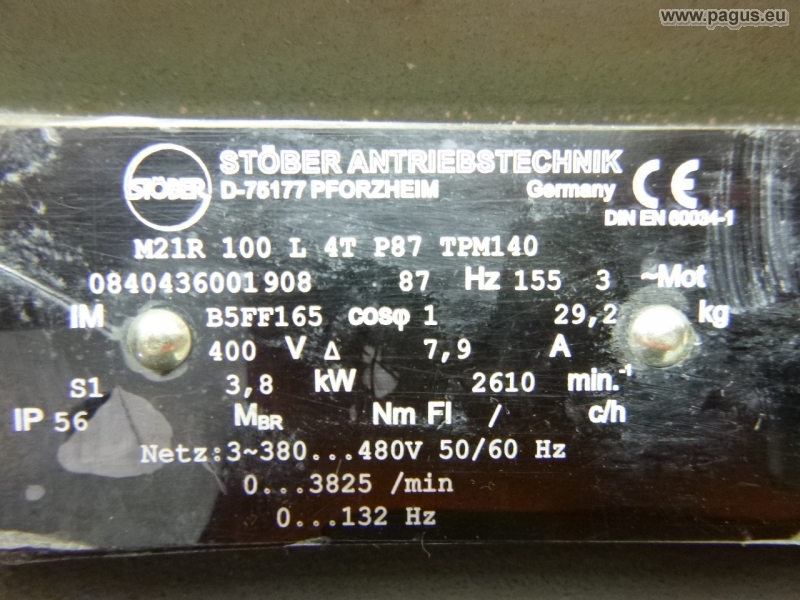 www.pagus.eu
STÖBER
STÖBER ANTRIEBSTECHNIK
D-75177 PFORZHEIM Germany CE
DIN EN 60034-1
M21R 100 L 4T P87 TPM140
0840436001908 87 Hz 155 3 ~Mot
IM B5FF165 cosφ 1 29,2 kg
400 V Δ 7,9 A
S1 3,8 kW 2610 min.-1
IP 56 MBR Nm FI / c/h
Netz:3~380...480V 50/60 Hz
0...3825 /min
0...132 Hz